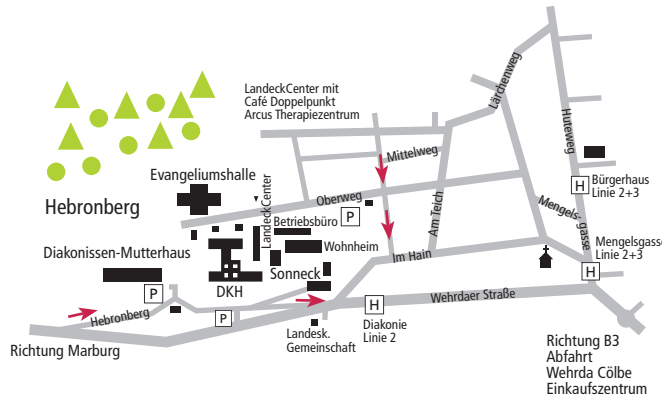 LandeckCenter mit
Café Doppelpunkt
Arcus Therapiezentrum
Lärchenweg
Huteweg
Mittelweg
Evangeliumshalle
Bürgerhaus
Linie 2+3
H
Oberweg
LandeckCenter
Hebronberg
Betriebsbüro
P
Am Teich
Mengels-
gasse
Diakonissen-Mutterhaus
Wohnheim
Im Hain
Mengelsgasse
Linie 2+3
H
Sonneck
DKH
P
Hebronberg
P
H
Wehrdaer Straße
Diakonie
Linie 2
Landesk.
Gemeinschaft
Richtung Marburg
Richtung B3
Abfahrt
Wehrda Cölbe
Einkaufszentrum